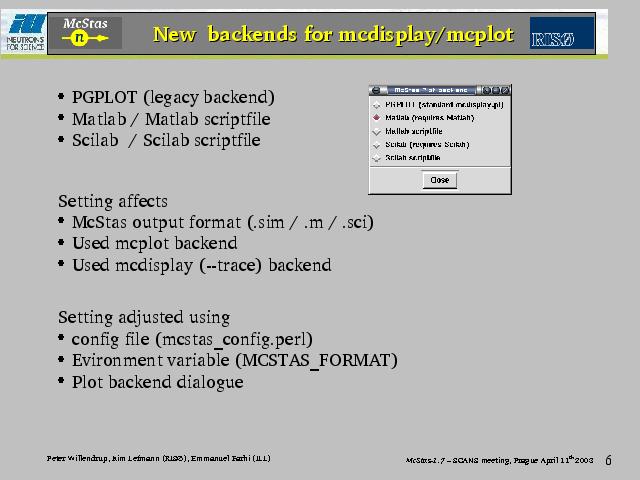 NEUTRONS
FOR SCIENCE
McStas
n
New backends for mcdisplay/mcplot
RISØ
• PGPLOT (legacy backend)
• Matlab / Matlab scriptfile
• Scilab / Scilab scriptfile
McStas Plot backend
PGPLOT (standard mcdisplay.pl)
Matlab (requires Matlab)
Matlab scriptfile
Scilab (requires Scilab)
Scilab scriptfile
Close
Setting affects
• McStas output format (.sim / .m / .sci)
• Used mcplot backend
• Used mcdisplay (--trace) backend
Setting adjusted using
• config file (mcstas_config.perl)
• Evironment variable (MCSTAS_FORMAT)
• Plot backend dialogue
Peter Willendrup, Kim Lefmann (RISØ), Emmanuel Farhi (ILL)
McStas-1.7 – SCANS meeting, Prague April 11th 2003
6